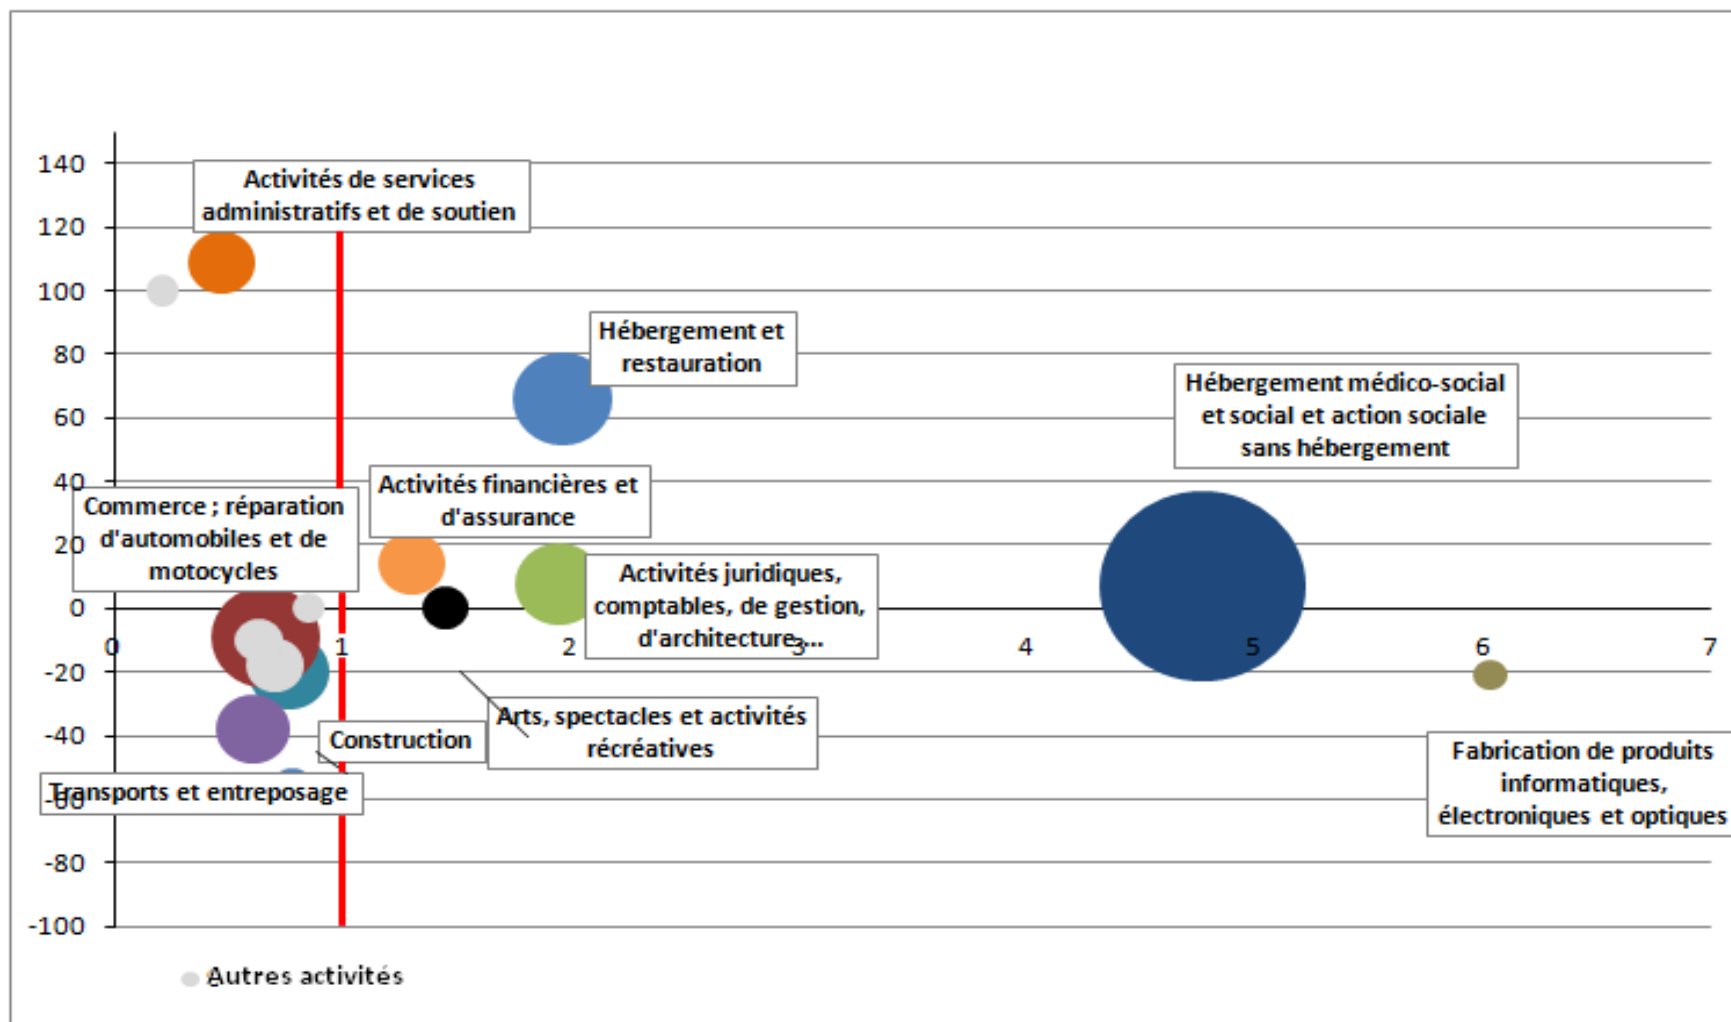 140
Activités de services
administratifs et de soutien
120
100
80
Hébergement et
restauration
60
Hébergement médico-social
et social et action sociale
sans hébergement
40
Activités financières et
d'assurance
Commerce ; réparation
d'automobiles et de
motocycles
20
Activités juridiques,
comptables, de gestion,
d'architecture,...
0
0 1 2 3 4 5 6 7
-20
Arts, spectacles et activités
récréatives
-40
Construction
Fabrication de produits
informatiques,
électroniques et optiques
Transports et entreposage
-60
-80
-100
Autres activités